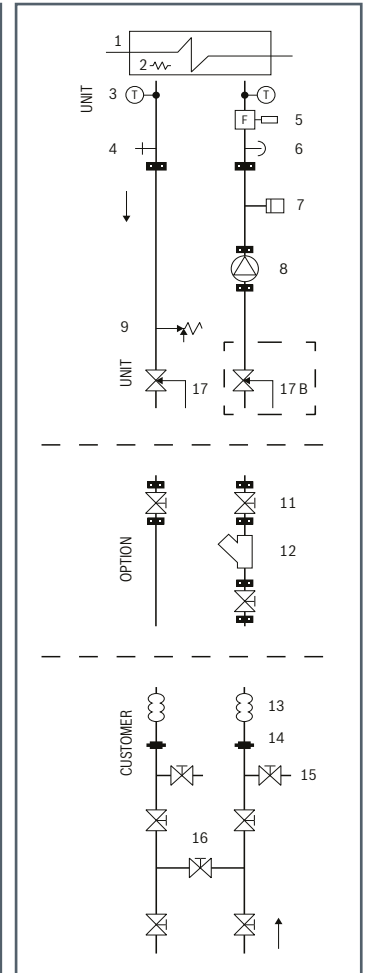 1
2
UNIT
3 T T
F 5
4 6
7
8
9
UNIT
17 17 B
11
OPTION
12
13
CUSTOMER
14
15
16